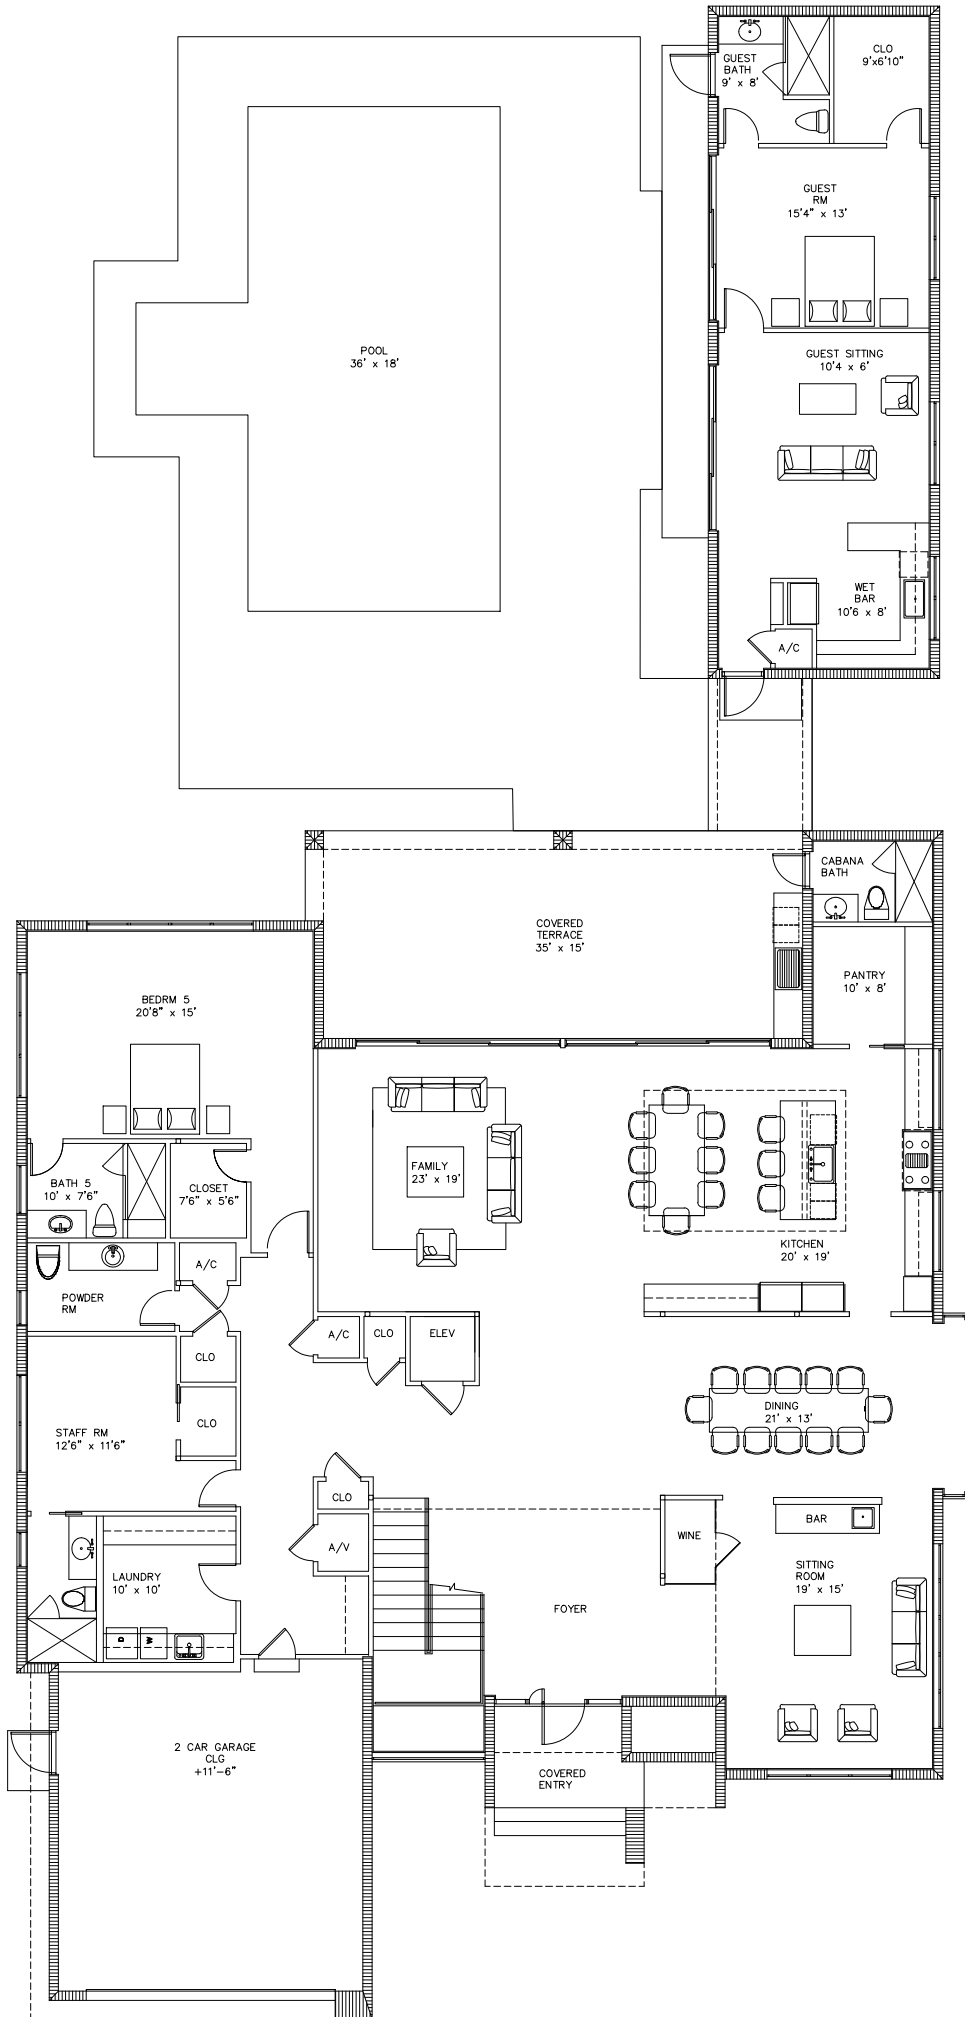 GUEST
BATH
9' x 8'
CLO
9'x6'10"
GUEST
RM
15'4" x 13'
POOL
36' x 18'
GUEST SITTING
10'4 x 6'
WET
BAR
10'6 x 8'
A/C
CABANA
BATH
COVERED
TERRACE
35' x 15'
PANTRY
10' x 8'
BEDRM 5
20'8" x 15'
FAMILY
23' x 19'
BATH 5
10' x 7'6"
CLOSET
7'6" x 5'6"
KITCHEN
20' x 19'
A/C
POWDER
RM
A/C
CLO
ELEV
CLO
DINING
21' x 13'
CLO
STAFF RM
12'6" x 11'6"
CLO
BAR
WINE
A/V
SITTING
ROOM
19' x 15'
LAUNDRY
10' x 10'
FOYER
D
W
2 CAR GARAGE
CLG
+11'-6"
COVERED
ENTRY